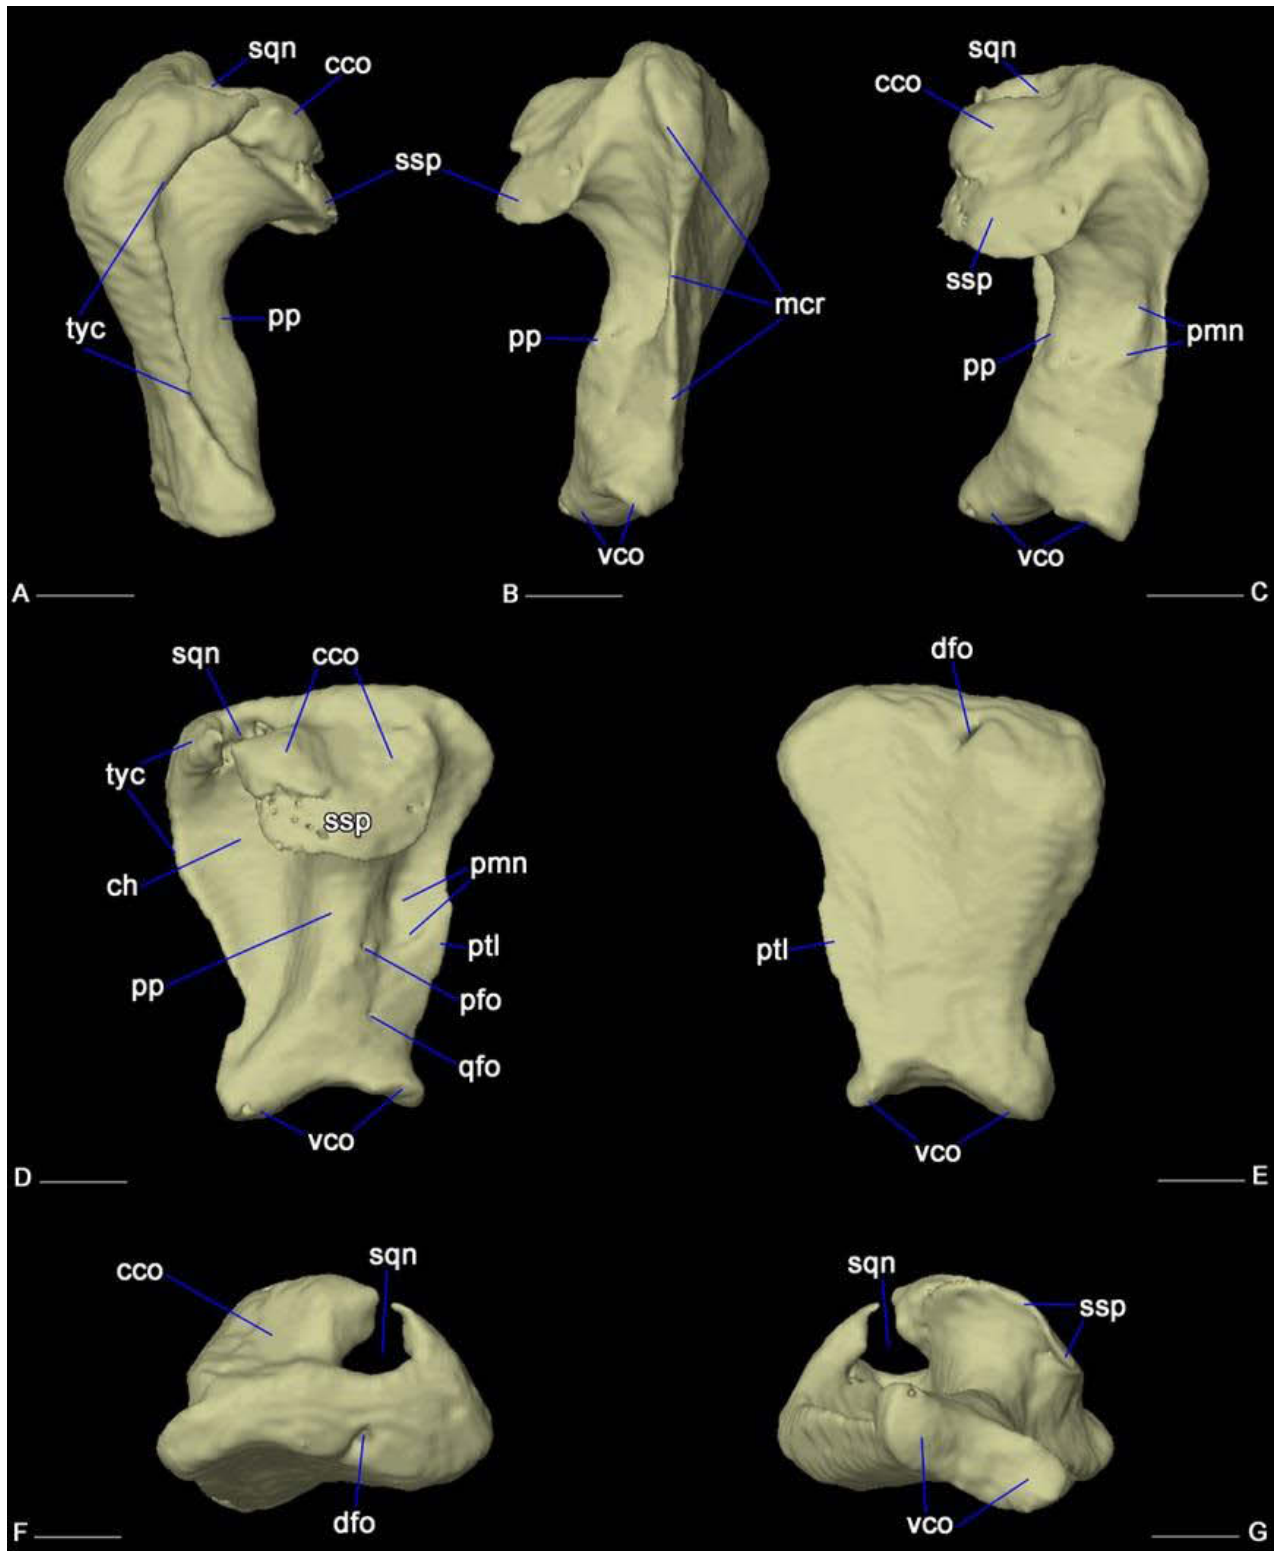 sqn
cco
ssp
tyc
pp
A
mcr
pp
vco
B
sqn
cco
ssp
pmn
pp
vco
C
sqn
cco
tyc
ssp
ch
pmn
ptl
pp
pfo
qfo
vco
D
dfo
ptl
vco
E
sqn
cco
dfo
F
sqn
ssp
vco
G